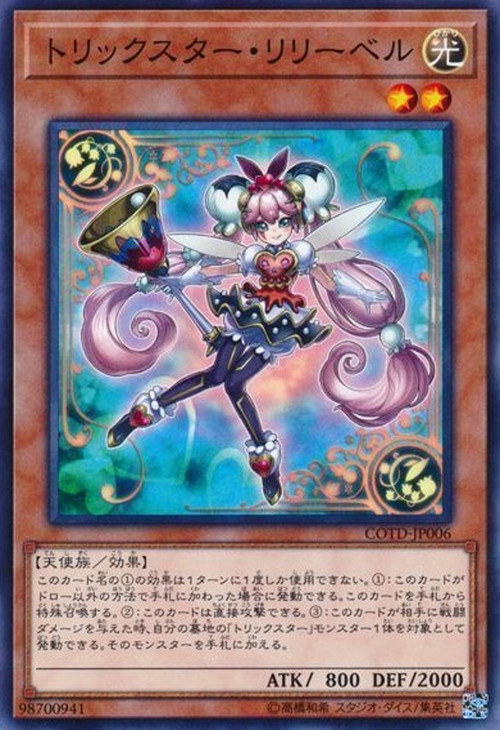 トリックスター・リリーベル
光
COTD-JP006
【天使族／効果】
このカード名の①の効果は1ターンに1度しか使用できない。①：このカードが
ドロー以外の方法で手札に加わった場合に発動できる。このカードを手札から
特殊召喚する。②：このカードは直接攻撃できる。③：このカードが相手に戦闘
ダメージを与えた時、自分の墓地の「トリックスター」モンスター1体を対象として
発動できる。そのモンスターを手札に加える。
ATK/ 800 DEF/2000
98700941
©高橋和希 スタジオ・ダイス/集英社